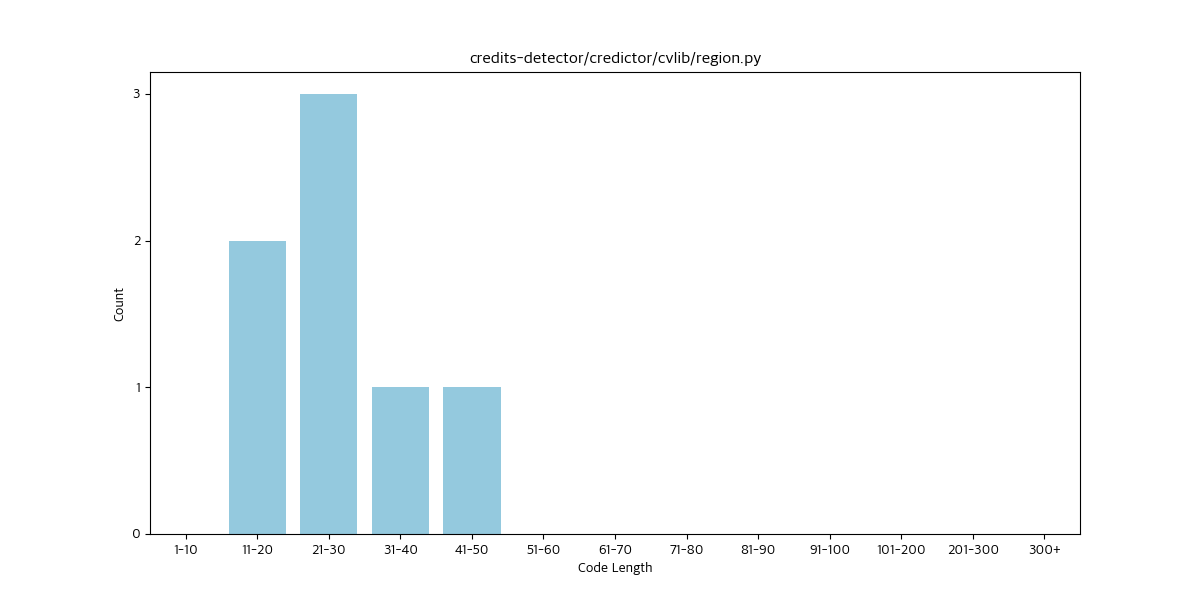 credits-detector/credictor/cvlib/region.py
3
2
1
0
Count
1-10 11-20 21-30 31-40 41-50 51-60 61-70 71-80 81-90 91-100 101-200 201-300 300+
Code Length